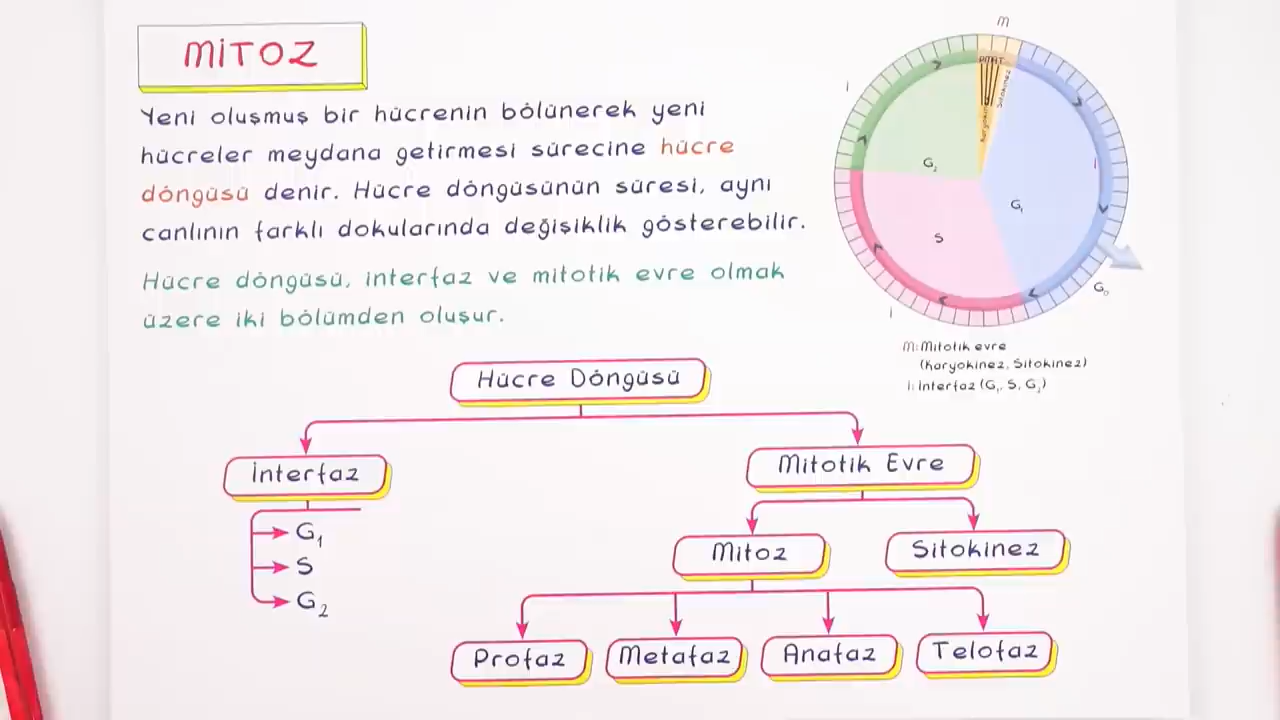 MİTOZ
Yeni oluşmuş bir hücrenin bölünerek yeni
hücreler meydana getirmesi sürecine hücre
döngüsü denir. Hücre döngüsünün süresi, aynı
canlının farklı dokularında değişiklik gösterebilir.
Hücre döngüsü, interfaz ve mitotik evre olmak
üzere iki bölümden oluşur.
m
PMAT
Karyokinez
Sitokinez
I
G₂
I
G₁
S
G₀
I
M: Mitotik evre
(Karyokinez, Sitokinez)
I: İnterfaz (G₁, S, G₂)
Hücre Döngüsü
İnterfaz
Mitotik Evre
G₁
S
G₂
Mitoz
Sitokinez
Profaz
Metafaz
Anafaz
Telofaz